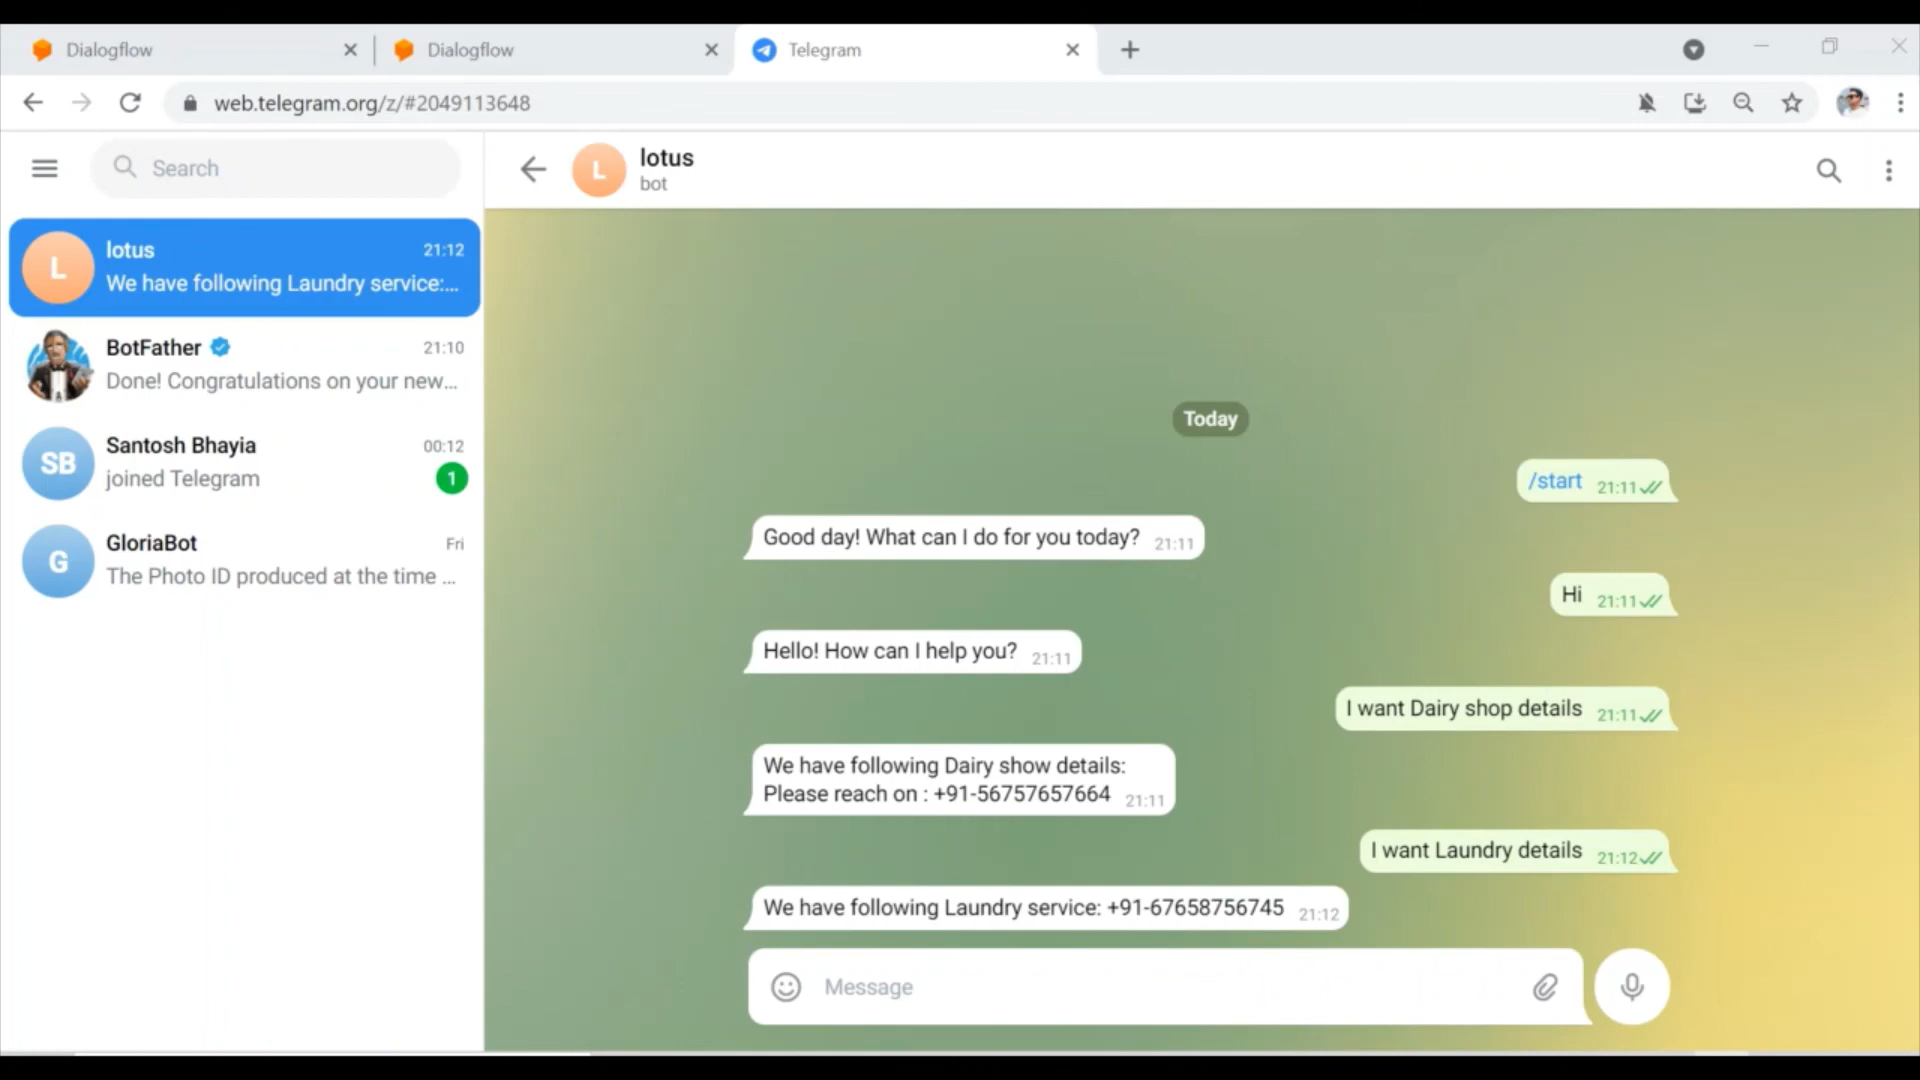 Dialogflow
Dialogflow
Telegram
web.telegram.org/z/#2049113648
Search
L
lotus
bot
L
lotus
21:12
We have following Laundry service:...
BotFather
21:10
Done! Congratulations on your new...
SB
Santosh Bhayia
00:12
joined Telegram
1
G
GloriaBot
Fri
The Photo ID produced at the time ...
Today
/start 21:11
Good day! What can I do for you today? 21:11
Hi 21:11
Hello! How can I help you? 21:11
I want Dairy shop details 21:11
We have following Dairy show details:
Please reach on : +91-56757657664 21:11
I want Laundry details 21:12
We have following Laundry service: +91-67658756745 21:12
Message